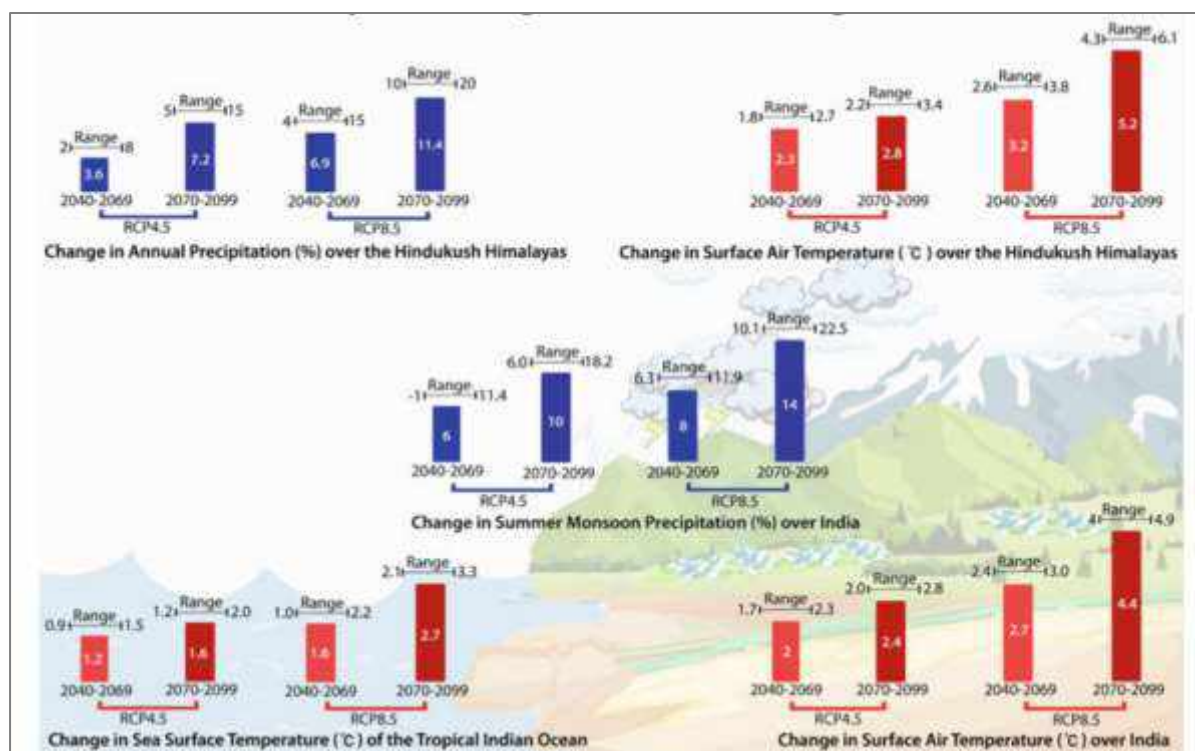 Range
2 8
3.6
2040-2069
Range
5 15
7.2
2070-2099
RCP4.5
Range
4 15
6.9
2040-2069
Range
10 20
11.4
2070-2099
RCP8.5
Change in Annual Precipitation (%) over the Hindukush Himalayas
Range
1.8 2.7
2.3
2040-2069
Range
2.2 3.4
2.8
2070-2099
RCP4.5
Range
2.6 3.8
3.2
2040-2069
Range
4.3 6.1
5.2
2070-2099
RCP8.5
Change in Surface Air Temperature (℃) over the Hindukush Himalayas
Range
-1 11.4
6
2040-2069
Range
6.0 18.2
10
2070-2099
RCP4.5
Range
6.3 11.9
8
2040-2069
Range
10.1 22.5
14
2070-2099
RCP8.5
Change in Summer Monsoon Precipitation (%) over India
Range
0.9 1.5
1.2
2040-2069
Range
1.2 2.0
1.6
2070-2099
RCP4.5
Range
1.0 2.2
1.6
2040-2069
Range
2.1 3.3
2.7
2070-2099
RCP8.5
Change in Sea Surface Temperature (℃) of the Tropical Indian Ocean
Range
1.7 2.3
2
2040-2069
Range
2.0 2.8
2.4
2070-2099
RCP4.5
Range
2.4 3.0
2.7
2040-2069
Range
4 4.9
4.4
2070-2099
RCP8.5
Change in Surface Air Temperature (℃) over India